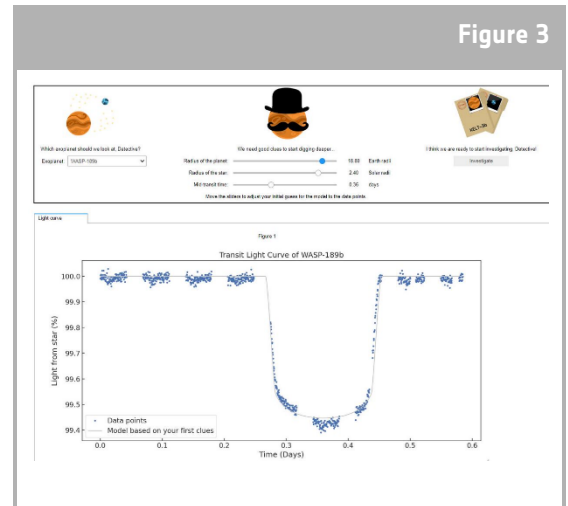 Figure 3
KELT-9b
Which exoplanet should we look at, Detective?
We need good clues to start digging deeper...
I think we are ready to start investigating, Detective!
Exoplanet: WASP-189b
Investigate
Radius of the planet: 18.88 Earth radii
Radius of the star: 2.40 Solar radii
Mid-transit time: 0.36 days
Move the sliders to adjust your initial guess for the model to the data points.
Light curve
Figure 1
Transit Light Curve of WASP-189b
Light from star (%)
100.0
99.9
99.8
99.7
99.6
99.5
99.4
Data points
Model based on your first clues
0.0 0.1 0.2 0.3 0.4 0.5 0.6
Time (Days)